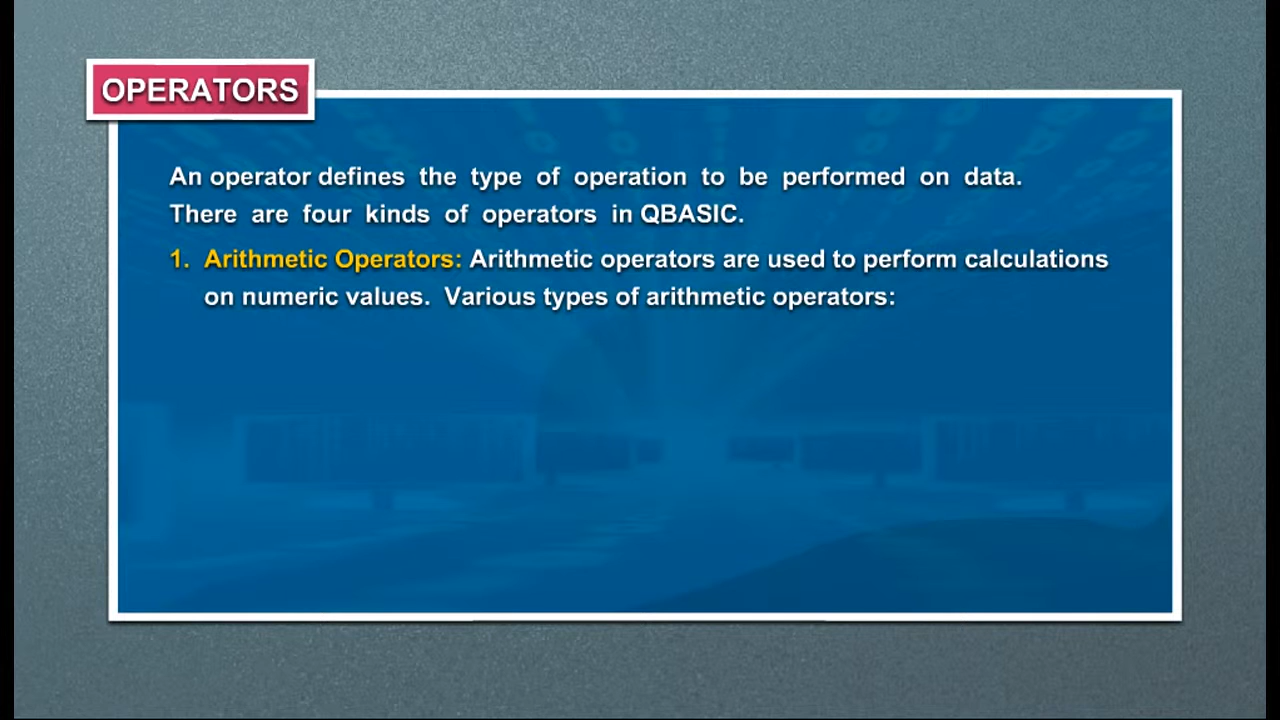 OPERATORS
An operator defines the type of operation to be performed on data.
There are four kinds of operators in QBASIC.
1. Arithmetic Operators: Arithmetic operators are used to perform calculations
on numeric values. Various types of arithmetic operators: